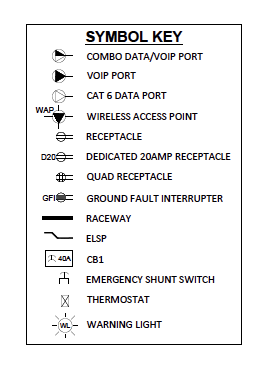 SYMBOL KEY
COMBO DATA/VOIP PORT
VOIP PORT
CAT 6 DATA PORT
WAP WIRELESS ACCESS POINT
RECEPTACLE
D20 DEDICATED 20AMP RECEPTACLE
QUAD RECEPTACLE
GFI GROUND FAULT INTERRUPTER
RACEWAY
ELSP
40A CB1
EMERGENCY SHUNT SWITCH
THERMOSTAT
WL WARNING LIGHT